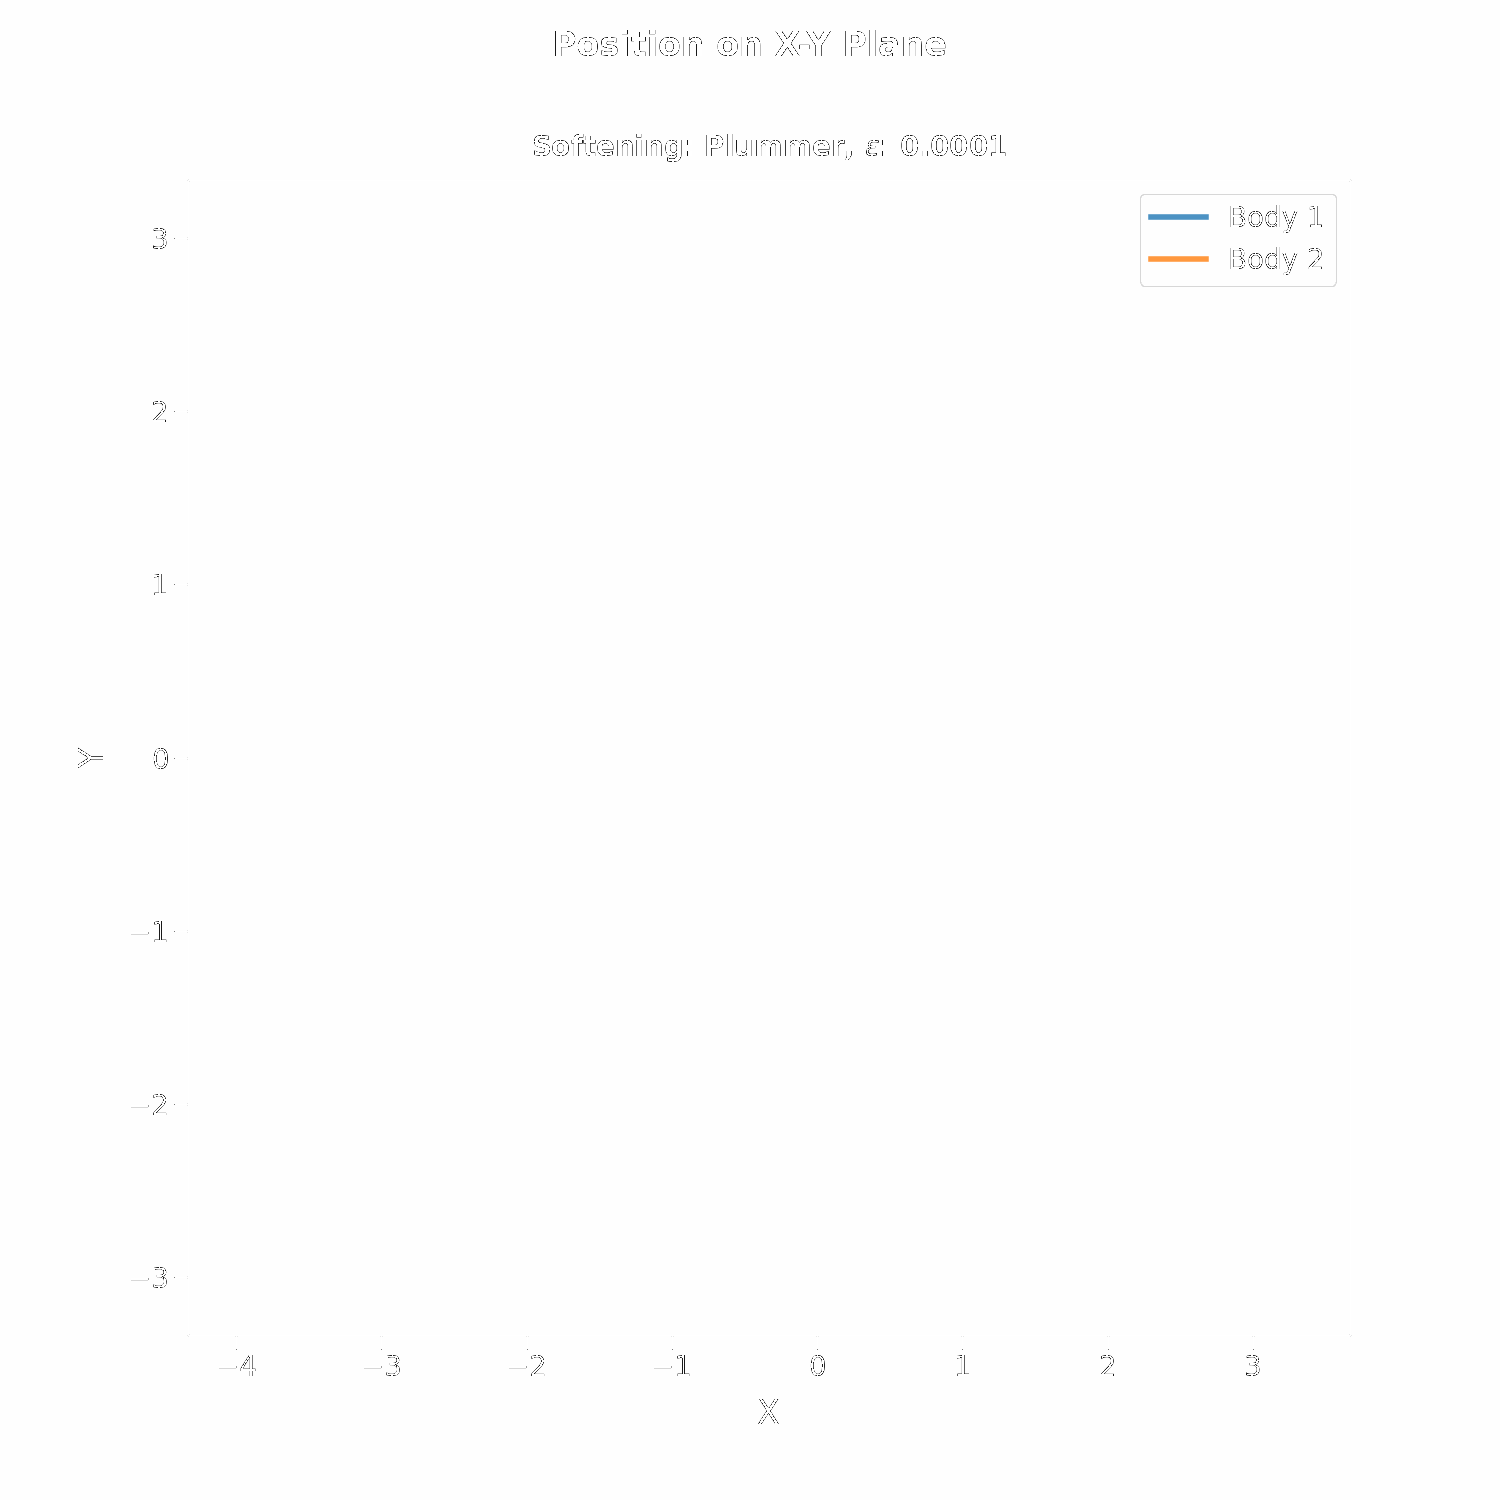 Position on X-Y Plane
Softening: Plummer, ε: 0.0001
Body 1
Body 2
3
2
1
0
−1
−2
−3
Y
−4 −3 −2 −1 0 1 2 3
X